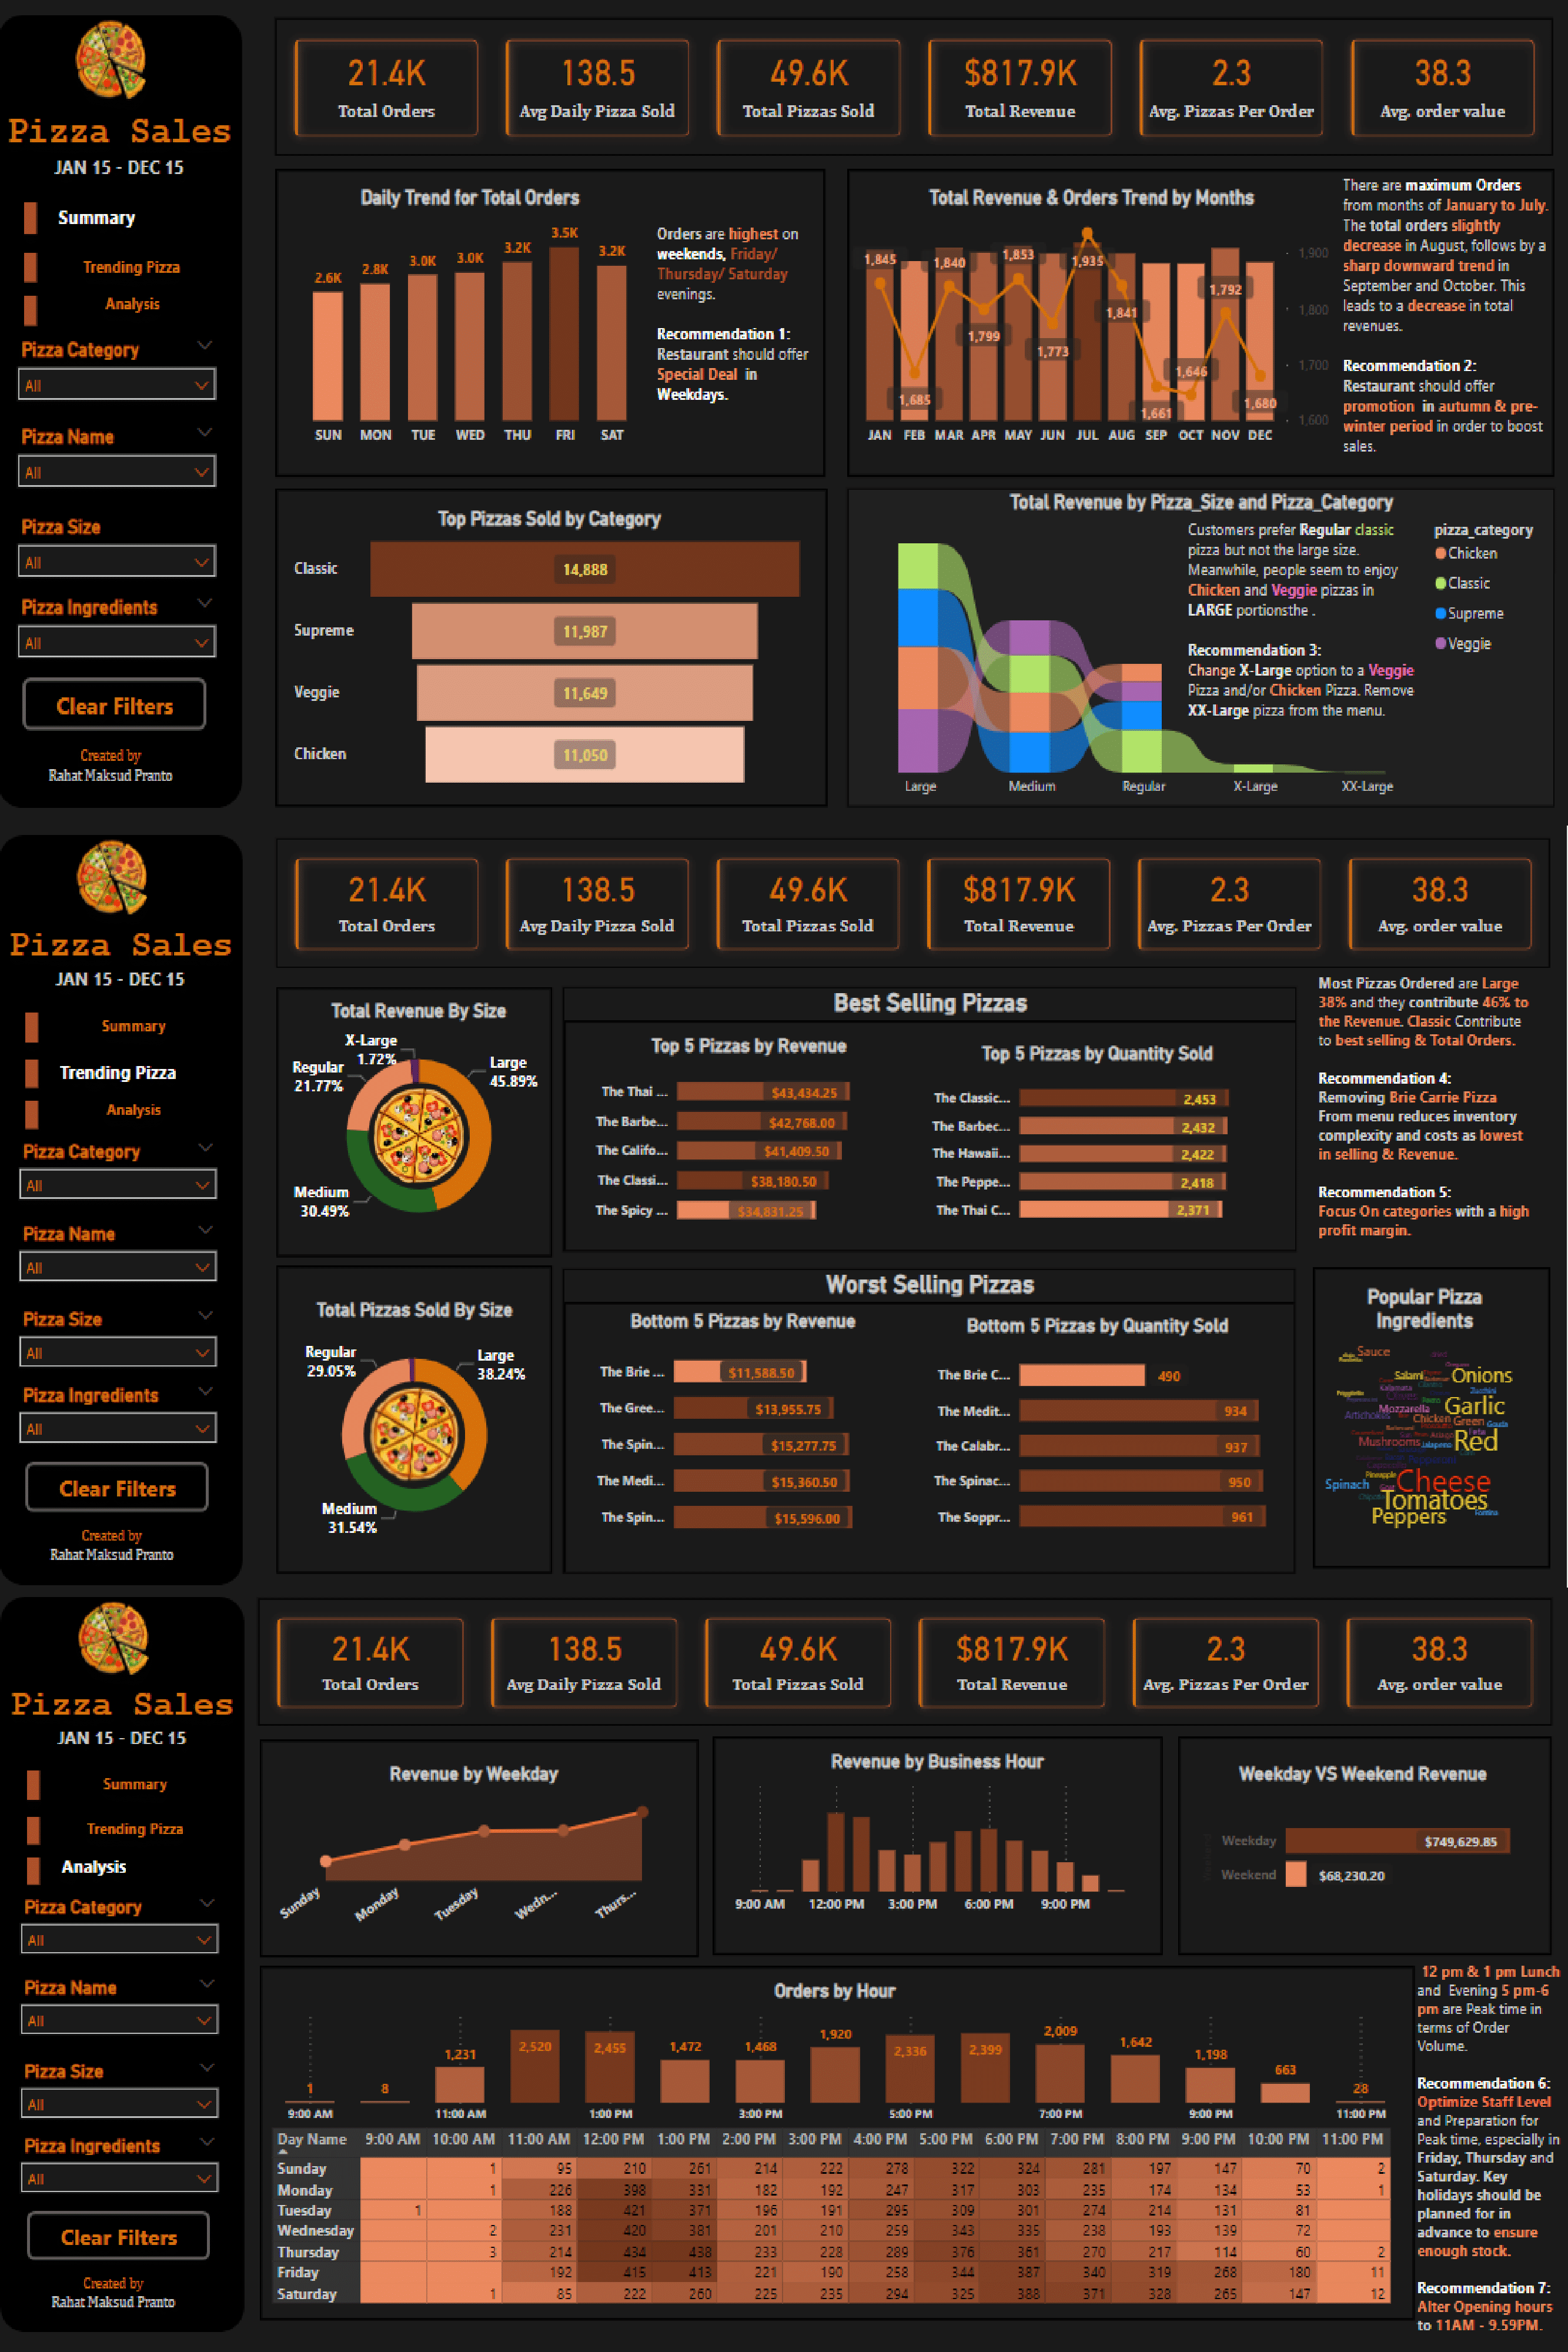 Pizza Sales
JAN 15 - DEC 15
Summary
Trending Pizza
Analysis
Pizza Category
All
Pizza Name
All
Pizza Size
All
Pizza Ingredients
All
Clear Filters
Created by
Rahat Maksud Pranto
21.4K
Total Orders
138.5
Avg Daily Pizza Sold
49.6K
Total Pizzas Sold
$817.9K
Total Revenue
2.3
Avg. Pizzas Per Order
38.3
Avg. order value
Daily Trend for Total Orders
2.6K 2.8K 3.0K 3.0K 3.2K 3.5K 3.2K
SUN MON TUE WED THU FRI SAT
Orders are highest on
weekends, Friday/
Thursday/ Saturday
evenings.
Recommendation 1:
Restaurant should offer
Special Deal in
Weekdays.
Total Revenue & Orders Trend by Months
1,845 1,685 1,840 1,799 1,853 1,773 1,935 1,841 1,661 1,646 1,792 1,680
1,900
1,800
1,700
1,600
JAN FEB MAR APR MAY JUN JUL AUG SEP OCT NOV DEC
There are maximum Orders
from months of January to July.
The total orders slightly
decrease in August, follows by a
sharp downward trend in
September and October. This
leads to a decrease in total
revenues.
Recommendation 2:
Restaurant should offer
promotion in autumn & pre-
winter period in order to boost
sales.
Top Pizzas Sold by Category
Classic 14,888
Supreme 11,987
Veggie 11,649
Chicken 11,050
Total Revenue by Pizza_Size and Pizza_Category
Customers prefer Regular classic
pizza but not the large size.
Meanwhile, people seem to enjoy
Chicken and Veggie pizzas in
LARGE portionsthe .
Recommendation 3:
Change X-Large option to a Veggie
Pizza and/or Chicken Pizza. Remove
XX-Large pizza from the menu.
pizza_category
Chicken
Classic
Supreme
Veggie
Large Medium Regular X-Large XX-Large
Pizza Sales
JAN 15 - DEC 15
Summary
Trending Pizza
Analysis
Pizza Category
All
Pizza Name
All
Pizza Size
All
Pizza Ingredients
All
Clear Filters
Created by
Rahat Maksud Pranto
21.4K
Total Orders
138.5
Avg Daily Pizza Sold
49.6K
Total Pizzas Sold
$817.9K
Total Revenue
2.3
Avg. Pizzas Per Order
38.3
Avg. order value
Total Revenue By Size
X-Large
1.72%
Regular
21.77%
Large
45.89%
Medium
30.49%
Best Selling Pizzas
Top 5 Pizzas by Revenue
The Thai ... $43,434.25
The Barbe... $42,768.00
The Califo... $41,409.50
The Classi... $38,180.50
The Spicy ... $34,831.25
Top 5 Pizzas by Quantity Sold
The Classic... 2,453
The Barbec... 2,432
The Hawaii... 2,422
The Peppe... 2,418
The Thai C... 2,371
Most Pizzas Ordered are Large
38% and they contribute 46% to
the Revenue. Classic Contribute
to best selling & Total Orders.
Recommendation 4:
Removing Brie Carrie Pizza
From menu reduces inventory
complexity and costs as lowest
in selling & Revenue.
Recommendation 5:
Focus On categories with a high
profit margin.
Total Pizzas Sold By Size
Regular
29.05%
Large
38.24%
Medium
31.54%
Worst Selling Pizzas
Bottom 5 Pizzas by Revenue
The Brie ... $11,588.50
The Gree... $13,955.75
The Spin... $15,277.75
The Medi... $15,360.50
The Spin... $15,596.00
Bottom 5 Pizzas by Quantity Sold
The Brie C... 490
The Medit... 934
The Calabr... 937
The Spinac... 950
The Soppr... 961
Popular Pizza
Ingredients
Sauce
Salami Onions
Mozzarella Garlic
Artichokes Chicken Green Gouda
Mushrooms Jalapeno Red
Pineapple
Spinach Cheese
Tomatoes
Peppers
Pizza Sales
JAN 15 - DEC 15
Summary
Trending Pizza
Analysis
Pizza Category
All
Pizza Name
All
Pizza Size
All
Pizza Ingredients
All
Clear Filters
Created by
Rahat Maksud Pranto
21.4K
Total Orders
138.5
Avg Daily Pizza Sold
49.6K
Total Pizzas Sold
$817.9K
Total Revenue
2.3
Avg. Pizzas Per Order
38.3
Avg. order value
Revenue by Weekday
Sunday Monday Tuesday Wedn... Thurs...
Revenue by Business Hour
9:00 AM 12:00 PM 3:00 PM 6:00 PM 9:00 PM
Weekday VS Weekend Revenue
Weekday $749,629.85
Weekend $68,230.20
Orders by Hour
1 8 1,231 2,520 2,455 1,472 1,468 1,920 2,336 2,399 2,009 1,642 1,198 663 28
9:00 AM 11:00 AM 1:00 PM 3:00 PM 5:00 PM 7:00 PM 9:00 PM 11:00 PM
Day Name 9:00 AM 10:00 AM 11:00 AM 12:00 PM 1:00 PM 2:00 PM 3:00 PM 4:00 PM 5:00 PM 6:00 PM 7:00 PM 8:00 PM 9:00 PM 10:00 PM 11:00 PM
Sunday 1 95 210 261 214 222 278 322 324 281 197 147 70 2
Monday 1 226 398 331 182 192 247 317 303 235 174 134 53 1
Tuesday 1 188 421 371 196 191 295 309 301 274 214 131 81
Wednesday 2 231 420 381 201 210 259 343 335 238 193 139 72
Thursday 3 214 434 438 233 228 289 376 361 270 217 114 60 2
Friday 192 415 413 221 190 258 344 387 340 319 268 180 11
Saturday 1 85 222 260 225 235 294 325 388 371 328 265 147 12
12 pm & 1 pm Lunch
and Evening 5 pm-6
pm are Peak time in
terms of Order
Volume.
Recommendation 6:
Optimize Staff Level
and Preparation for
Peak time, especially in
Friday, Thursday and
Saturday. Key
holidays should be
planned for in
advance to ensure
enough stock.
Recommendation 7:
Alter Opening hours
to 11AM - 9.59PM.